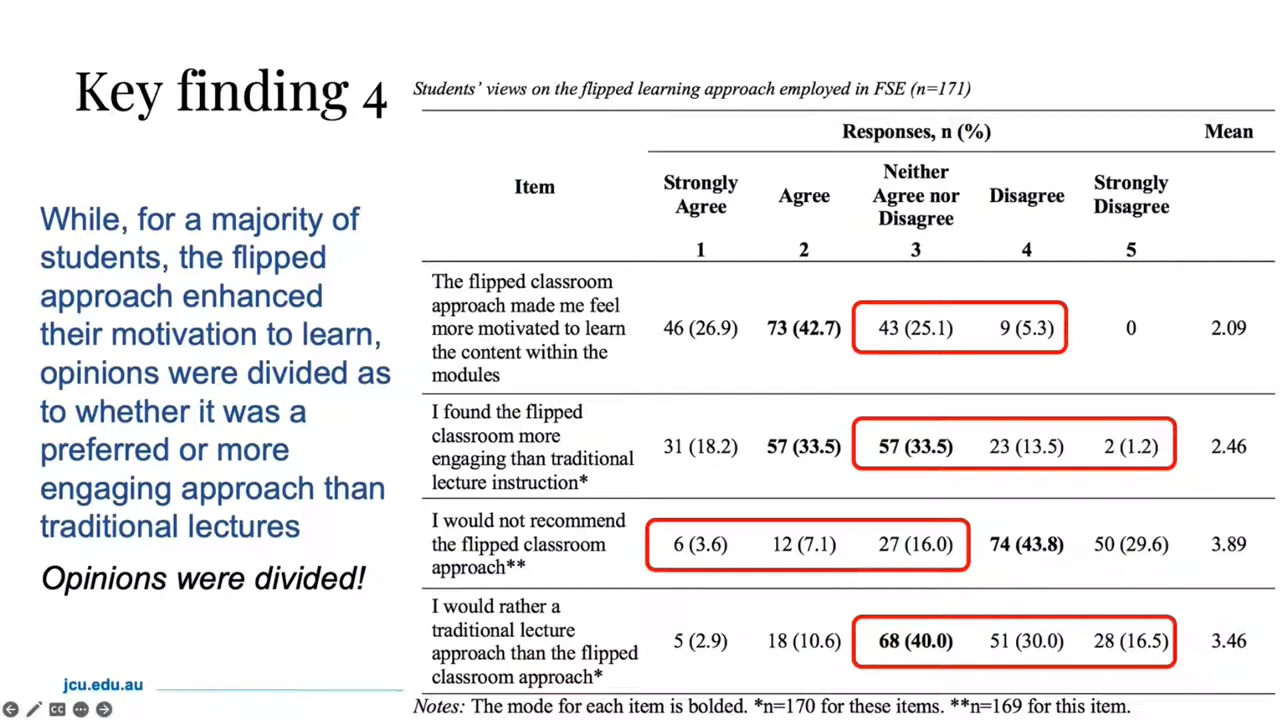 Key finding 4
While, for a majority of
students, the flipped
approach enhanced
their motivation to learn,
opinions were divided as
to whether it was a
preferred or more
engaging approach than
traditional lectures
Opinions were divided!
jcu.edu.au
Students' views on the flipped learning approach employed in FSE (n=171)
Responses, n (%) Mean
Item
Strongly
Agree
Agree
Neither
Agree nor
Disagree
Disagree
Strongly
Disagree
1 2 3 4 5
The flipped classroom
approach made me feel
more motivated to learn
the content within the
modules
46 (26.9) 73 (42.7) 43 (25.1) 9 (5.3) 0 2.09
I found the flipped
classroom more
engaging than traditional
lecture instruction*
31 (18.2) 57 (33.5) 57 (33.5) 23 (13.5) 2 (1.2) 2.46
I would not recommend
the flipped classroom
approach**
6 (3.6) 12 (7.1) 27 (16.0) 74 (43.8) 50 (29.6) 3.89
I would rather a
traditional lecture
approach than the flipped
classroom approach*
5 (2.9) 18 (10.6) 68 (40.0) 51 (30.0) 28 (16.5) 3.46
Notes: The mode for each item is bolded. *n=170 for these items. **n=169 for this item.
CC